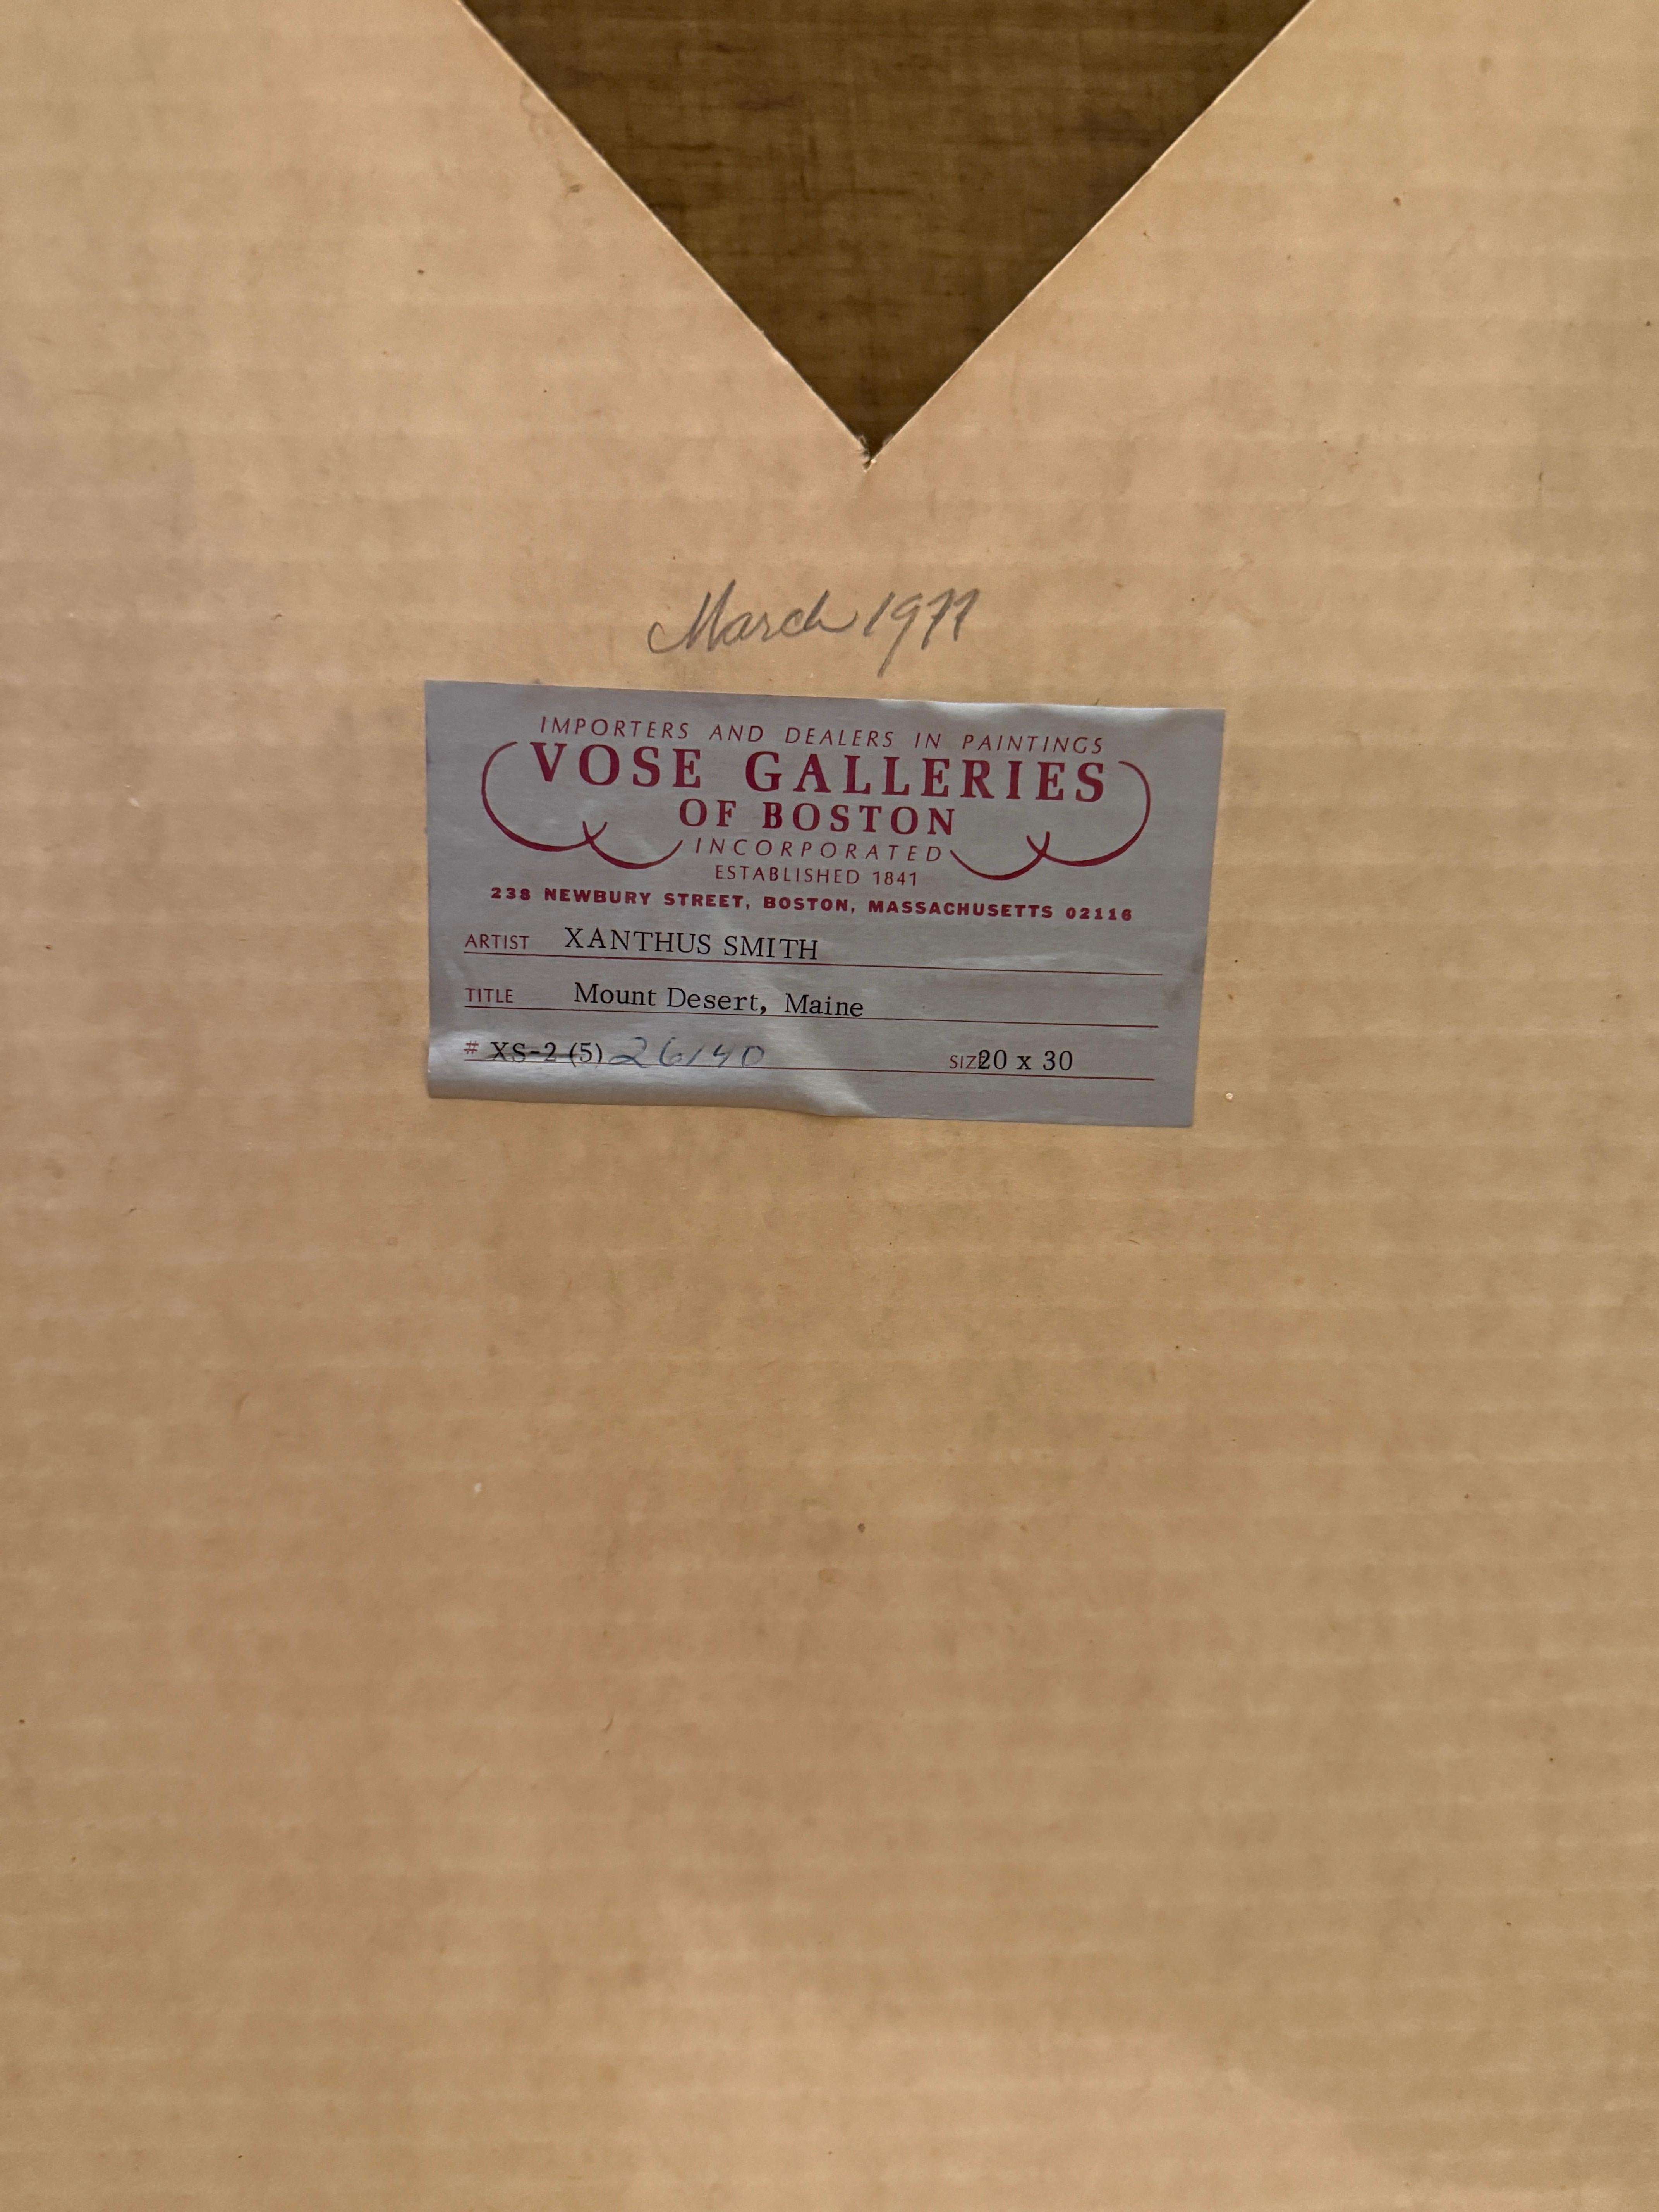 March 1977
IMPORTERS AND DEALERS IN PAINTINGS
VOSE GALLERIES
OF BOSTON
INCORPORATED
ESTABLISHED 1841
238 NEWBURY STREET, BOSTON, MASSACHUSETTS 02116
ARTIST XANTHUS SMITH
TITLE Mount Desert, Maine
# XS-2 (5) 26140 SIZE 20 x 30